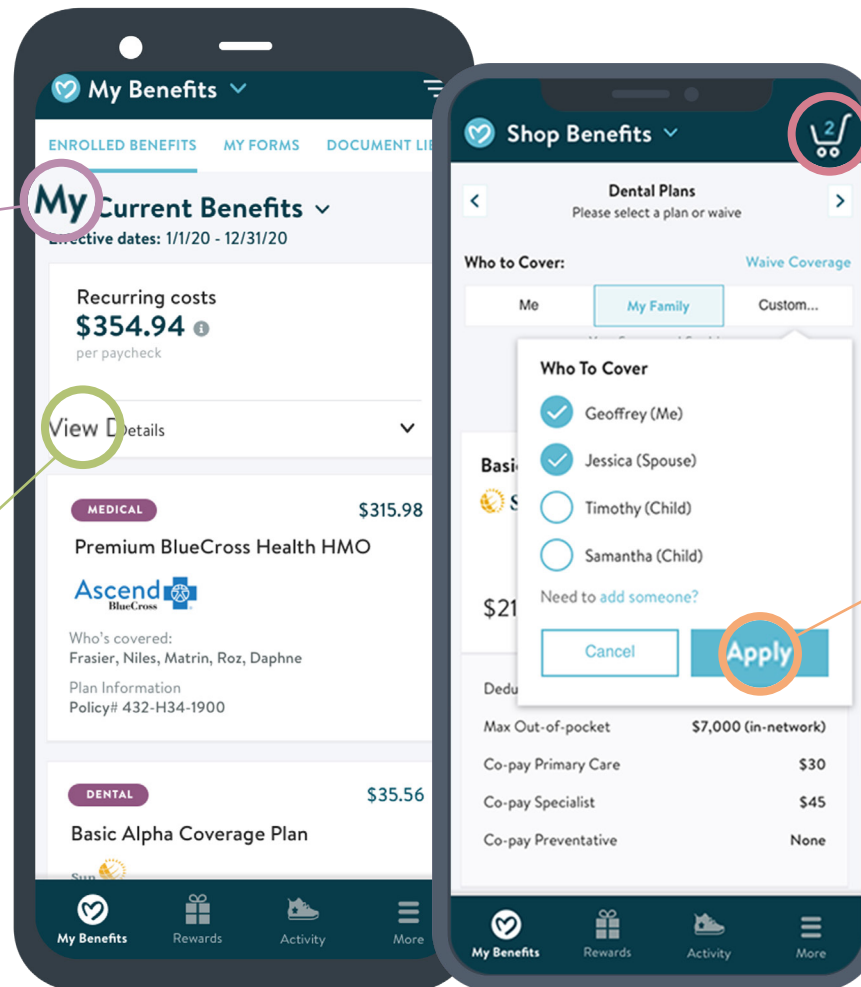 My Benefits
ENROLLED BENEFITS MY FORMS DOCUMENT
My Current Benefits
Effective dates: 1/1/20 - 12/31/20
Recurring costs
$354.94
per paycheck
View Details
MEDICAL $315.98
Premium BlueCross Health HMO
Ascend
BlueCross
Who's covered:
Frasier, Niles, Matrin, Roz, Daphne
Plan Information
Policy# 432-H34-1900
DENTAL $35.56
Basic Alpha Coverage Plan
Sun
My Benefits Rewards Activity More
Shop Benefits 2
Dental Plans
Please select a plan or waive
Who to Cover: Waive Coverage
Me My Family Custom...
Who To Cover
Geoffrey (Me)
Jessica (Spouse)
Timothy (Child)
Samantha (Child)
Need to add someone?
Cancel Apply
Max Out-of-pocket $7,000 (in-network)
Co-pay Primary Care $30
Co-pay Specialist $45
Co-pay Preventative None
My Benefits Rewards Activity More